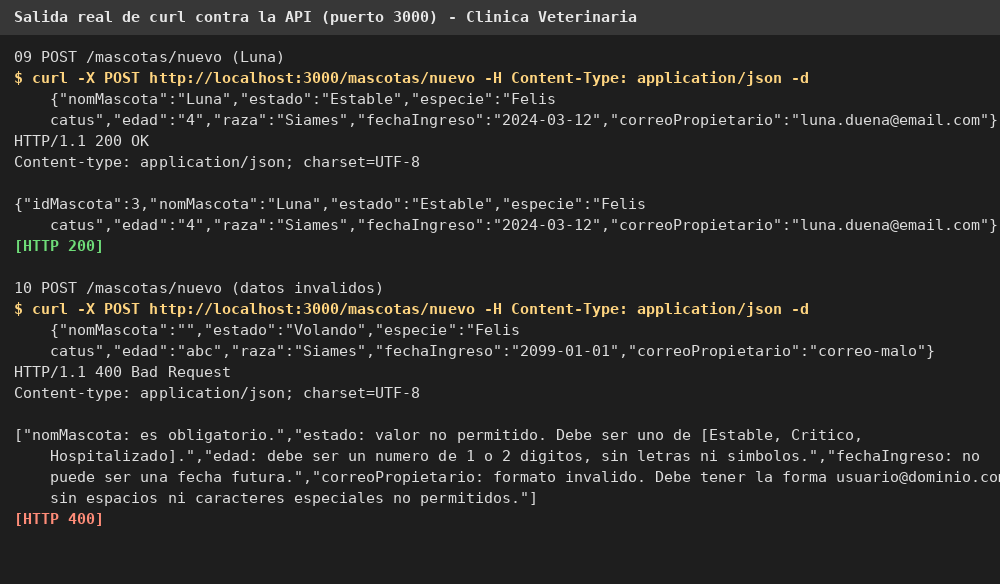 Salida real de curl contra la API (puerto 3000) - Clinica Veterinaria
09 POST /mascotas/nuevo (Luna)
$ curl -X POST http://localhost:3000/mascotas/nuevo -H Content-Type: application/json -d
{"nomMascota":"Luna","estado":"Estable","especie":"Felis
catus","edad":"4","raza":"Siames","fechaIngreso":"2024-03-12","correoPropietario":"luna.duena@email.com"}
HTTP/1.1 200 OK
Content-type: application/json; charset=UTF-8
{"idMascota":3,"nomMascota":"Luna","estado":"Estable","especie":"Felis
catus","edad":"4","raza":"Siames","fechaIngreso":"2024-03-12","correoPropietario":"luna.duena@email.com"}
[HTTP 200]
10 POST /mascotas/nuevo (datos invalidos)
$ curl -X POST http://localhost:3000/mascotas/nuevo -H Content-Type: application/json -d
{"nomMascota":"","estado":"Volando","especie":"Felis
catus","edad":"abc","raza":"Siames","fechaIngreso":"2099-01-01","correoPropietario":"correo-malo"}
HTTP/1.1 400 Bad Request
Content-type: application/json; charset=UTF-8
["nomMascota: es obligatorio.","estado: valor no permitido. Debe ser uno de [Estable, Critico,
Hospitalizado].","edad: debe ser un numero de 1 o 2 digitos, sin letras ni simbolos.","fechaIngreso: no
puede ser una fecha futura.","correoPropietario: formato invalido. Debe tener la forma usuario@dominio.com
sin espacios ni caracteres especiales no permitidos."]
[HTTP 400]